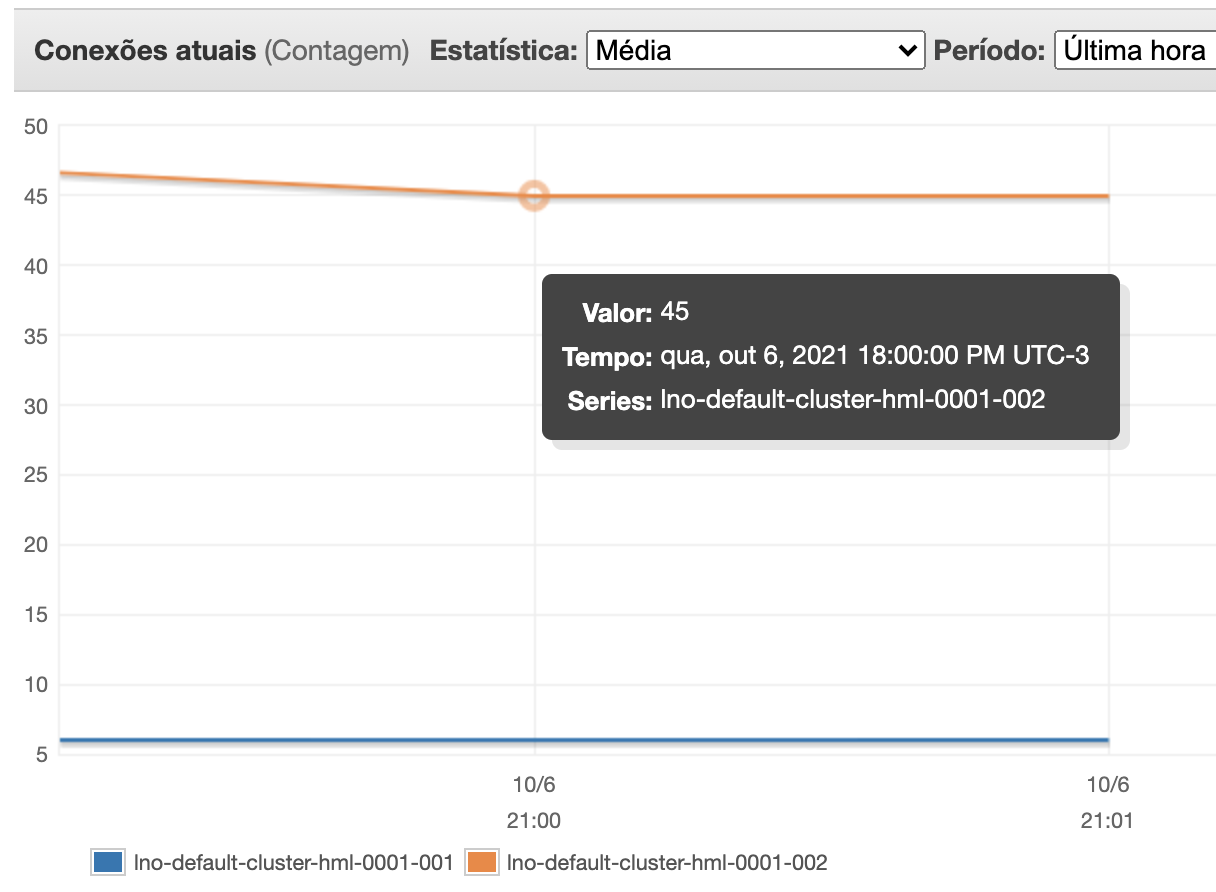 Conexões atuais (Contagem) Estatística: Média Período: Última hora
50
45
40
35
30
25
20
15
10
5
Valor: 45
Tempo: qua, out 6, 2021 18:00:00 PM UTC-3
Series: lno-default-cluster-hml-0001-002
10/6 10/6
21:00 21:01
lno-default-cluster-hml-0001-001 lno-default-cluster-hml-0001-002